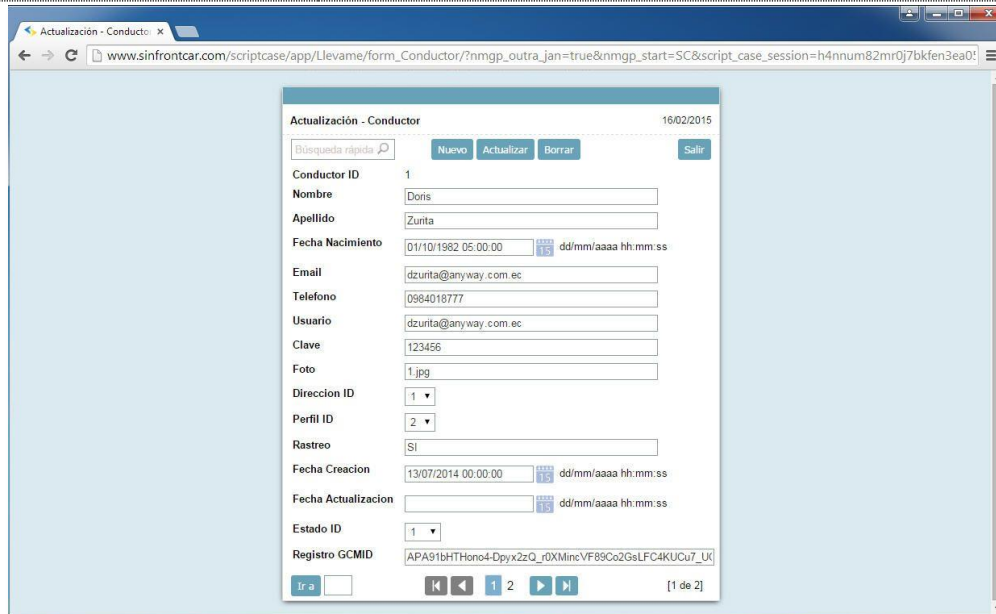 Actualización - Conducto
www.sinfrontcar.com/scriptcase/app/Llevame/form_Conductor/?nmgp_outra_jan=true&nmgp_start=SC&script_case_session=h4nnum82mr0j7bkfen3ea0
Actualización - Conductor 16/02/2015
Búsqueda rápida Nuevo Actualizar Borrar Salir
Conductor ID 1
Nombre Doris
Apellido Zurita
Fecha Nacimiento 01/10/1982 05:00:00 15 dd/mm/aaaa hh:mm:ss
Email dzurita@anyway.com.ec
Telefono 0984018777
Usuario dzurita@anyway.com.ec
Clave 123456
Foto 1.jpg
Direccion ID 1
Perfil ID 2
Rastreo SI
Fecha Creacion 13/07/2014 00:00:00 15 dd/mm/aaaa hh:mm:ss
Fecha Actualizacion 15 dd/mm/aaaa hh:mm:ss
Estado ID 1
Registro GCMID APA91bHTHono4-Dpyx2zQ_r0XMincVF89Co2GsLFC4KUCu7_U
Ir a 1 2 [1 de 2]